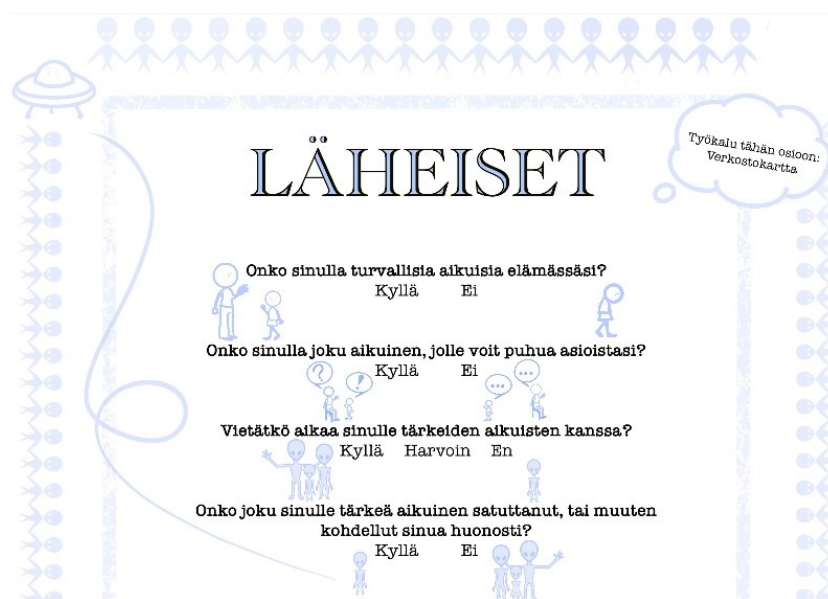 LÄHEISET
Työkalu tähän osioon:
Verkostokartta
Onko sinulla turvallisia aikuisia elämässäsi?
Kyllä Ei
Onko sinulla joku aikuinen, jolle voit puhua asioistasi?
Kyllä Ei
? ! ... ...
Vietätkö aikaa sinulle tärkeiden aikuisten kanssa?
Kyllä Harvoin En
Onko joku sinulle tärkeä aikuinen satuttanut, tai muuten
kohdellut sinua huonosti?
Kyllä Ei